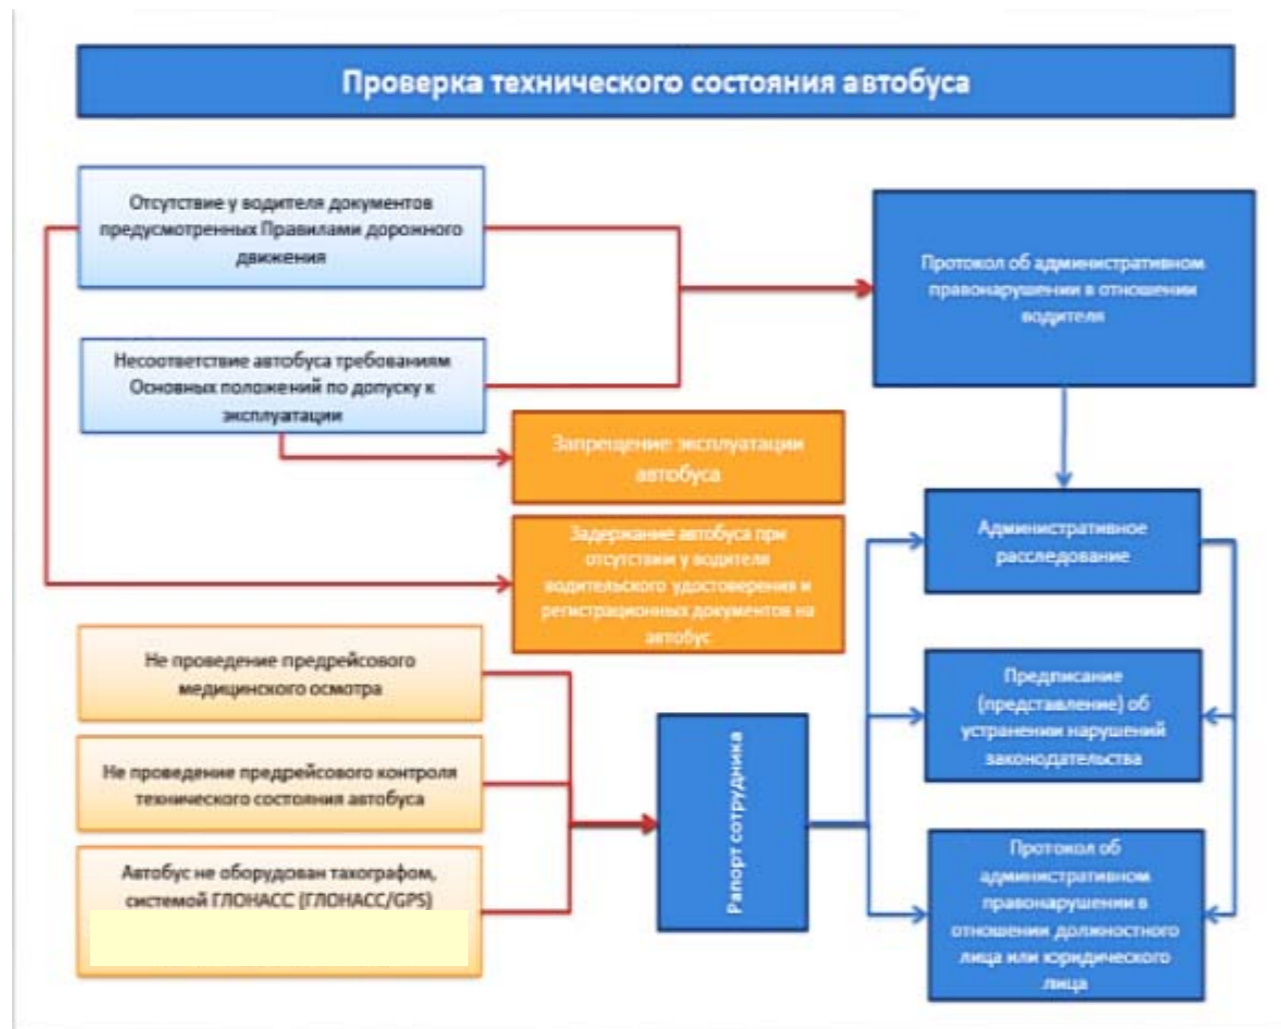 Проверка технического состояния автобуса
Отсутствие у водителя документов
предусмотренных Правилами дорожного
движения
Протокол об административном
правонарушении в отношении
водителя
Несоответствие автобуса требованиям
Основных положений по допуску к
эксплуатации
Запрещение эксплуатации
автобуса
Задержание автобуса при
отсутствии у водителя
водительского удостоверения и
регистрационных документов на
автобус
Административное
расследование
Не проведение предрейсового
медицинского осмотра
Предписание
(представление) об
устранении нарушений
законодательства
Не проведение предрейсового контроля
технического состояния автобуса
Рапорт сотрудника
Автобус не оборудован тахографом,
системой ГЛОНАСС (ГЛОНАСС/GPS)
Протокол об
административном
правонарушении в
отношении должностного
лица или юридического
лица